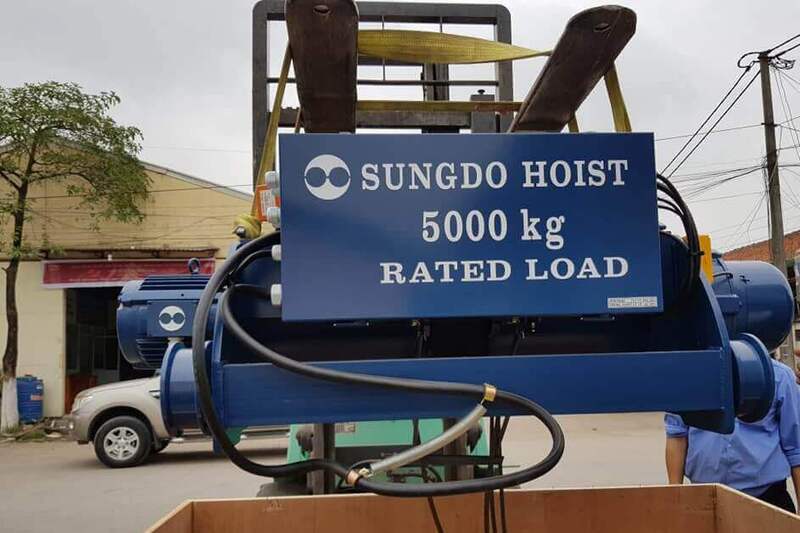 SUNGDO HOIST
5000 kg
RATED LOAD